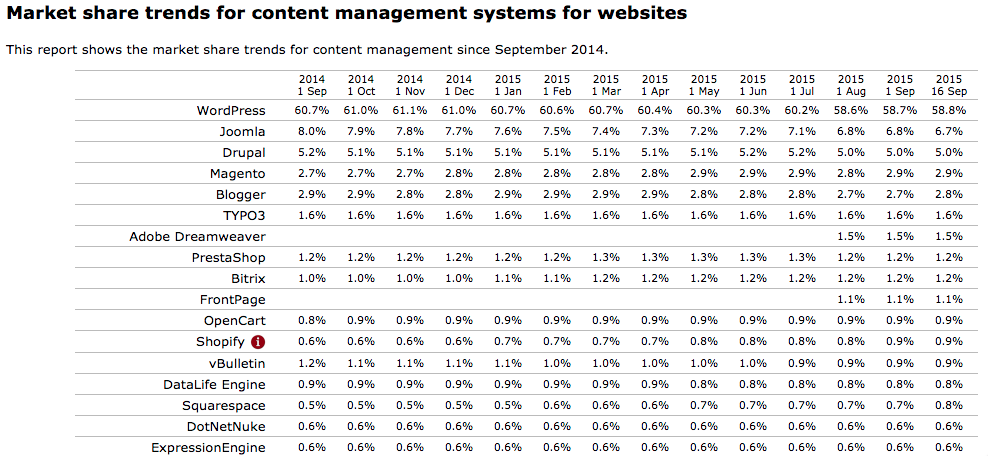 Market share trends for content management systems for websites
This report shows the market share trends for content management since September 2014.
2014 2014 2014 2014 2015 2015 2015 2015 2015 2015 2015 2015 2015 2015
1 Sep 1 Oct 1 Nov 1 Dec 1 Jan 1 Feb 1 Mar 1 Apr 1 May 1 Jun 1 Jul 1 Aug 1 Sep 16 Sep
WordPress 60.7% 61.0% 61.1% 61.0% 60.7% 60.6% 60.7% 60.4% 60.3% 60.3% 60.2% 58.6% 58.7% 58.8%
Joomla 8.0% 7.9% 7.8% 7.7% 7.6% 7.5% 7.4% 7.3% 7.2% 7.2% 7.1% 6.8% 6.8% 6.7%
Drupal 5.2% 5.1% 5.1% 5.1% 5.1% 5.1% 5.1% 5.1% 5.1% 5.2% 5.2% 5.0% 5.0% 5.0%
Magento 2.7% 2.7% 2.7% 2.8% 2.8% 2.8% 2.8% 2.8% 2.9% 2.9% 2.9% 2.8% 2.9% 2.9%
Blogger 2.9% 2.9% 2.8% 2.8% 2.9% 2.9% 2.9% 2.9% 2.8% 2.8% 2.8% 2.7% 2.7% 2.8%
TYPO3 1.6% 1.6% 1.6% 1.6% 1.6% 1.6% 1.6% 1.6% 1.6% 1.6% 1.6% 1.6% 1.6% 1.6%
Adobe Dreamweaver 1.5% 1.5% 1.5%
PrestaShop 1.2% 1.2% 1.2% 1.2% 1.2% 1.2% 1.3% 1.3% 1.3% 1.3% 1.3% 1.2% 1.2% 1.2%
Bitrix 1.0% 1.0% 1.0% 1.0% 1.1% 1.1% 1.2% 1.2% 1.2% 1.2% 1.2% 1.2% 1.2% 1.2%
FrontPage 1.1% 1.1% 1.1%
OpenCart 0.8% 0.9% 0.9% 0.9% 0.9% 0.9% 0.9% 0.9% 0.9% 0.9% 0.9% 0.9% 0.9% 0.9%
Shopify i 0.6% 0.6% 0.6% 0.6% 0.7% 0.7% 0.7% 0.7% 0.8% 0.8% 0.8% 0.8% 0.9% 0.9%
vBulletin 1.2% 1.1% 1.1% 1.1% 1.1% 1.0% 1.0% 1.0% 1.0% 1.0% 0.9% 0.9% 0.8% 0.8%
DataLife Engine 0.9% 0.9% 0.9% 0.9% 0.9% 0.9% 0.9% 0.9% 0.8% 0.8% 0.8% 0.8% 0.8% 0.8%
Squarespace 0.5% 0.5% 0.5% 0.5% 0.5% 0.6% 0.6% 0.6% 0.7% 0.7% 0.7% 0.7% 0.7% 0.8%
DotNetNuke 0.6% 0.6% 0.6% 0.6% 0.6% 0.6% 0.6% 0.6% 0.6% 0.6% 0.6% 0.6% 0.6% 0.6%
ExpressionEngine 0.6% 0.6% 0.6% 0.6% 0.6% 0.6% 0.6% 0.6% 0.6% 0.6% 0.6% 0.6% 0.6% 0.6%